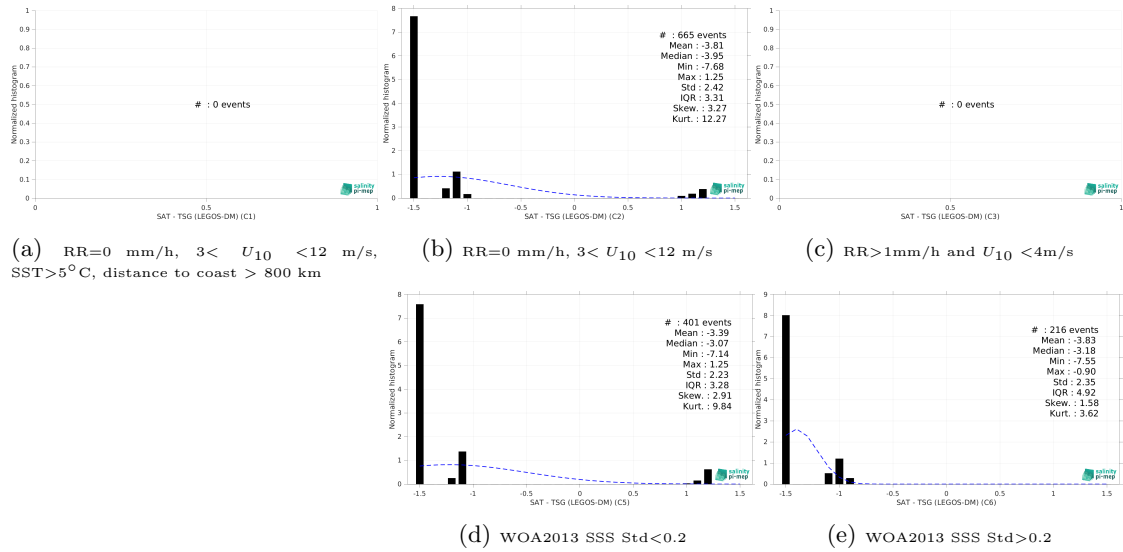 1
0.9
0.8
0.7
0.6
0.5
0.4
0.3
0.2
0.1
0
Normalized histogram
# : 0 events
salinity
pi-mep
0 0.5 1
SAT - TSG (LEGOS-DM) (C1)
(a) RR=0 mm/h, 3< U10 <12 m/s,
SST>5°C, distance to coast > 800 km
8
7
6
5
4
3
2
1
0
Normalized histogram
# : 665 events
Mean : -3.81
Median : -3.95
Min : -7.68
Max : 1.25
Std : 2.42
IQR : 3.31
Skew. : 3.27
Kurt. : 12.27
salinity
pi-mep
-1.5 -1 -0.5 0 0.5 1 1.5
SAT - TSG (LEGOS-DM) (C2)
(b) RR=0 mm/h, 3< U10 <12 m/s
1
0.9
0.8
0.7
0.6
0.5
0.4
0.3
0.2
0.1
0
Normalized histogram
# : 0 events
salinity
pi-mep
0 0.5 1
SAT - TSG (LEGOS-DM) (C3)
(c) RR>1mm/h and U10 <4m/s
8
7
6
5
4
3
2
1
0
Normalized histogram
# : 401 events
Mean : -3.39
Median : -3.07
Min : -7.14
Max : 1.25
Std : 2.23
IQR : 3.28
Skew. : 2.91
Kurt. : 9.84
salinity
pi-mep
-1.5 -1 -0.5 0 0.5 1 1.5
SAT - TSG (LEGOS-DM) (C5)
(d) WOA2013 SSS Std<0.2
9
8
7
6
5
4
3
2
1
0
Normalized histogram
# : 216 events
Mean : -3.83
Median : -3.18
Min : -7.55
Max : -0.90
Std : 2.35
IQR : 4.92
Skew. : 1.58
Kurt. : 3.62
salinity
pi-mep
-1.5 -1 -0.5 0 0.5 1 1.5
SAT - TSG (LEGOS-DM) (C6)
(e) WOA2013 SSS Std>0.2